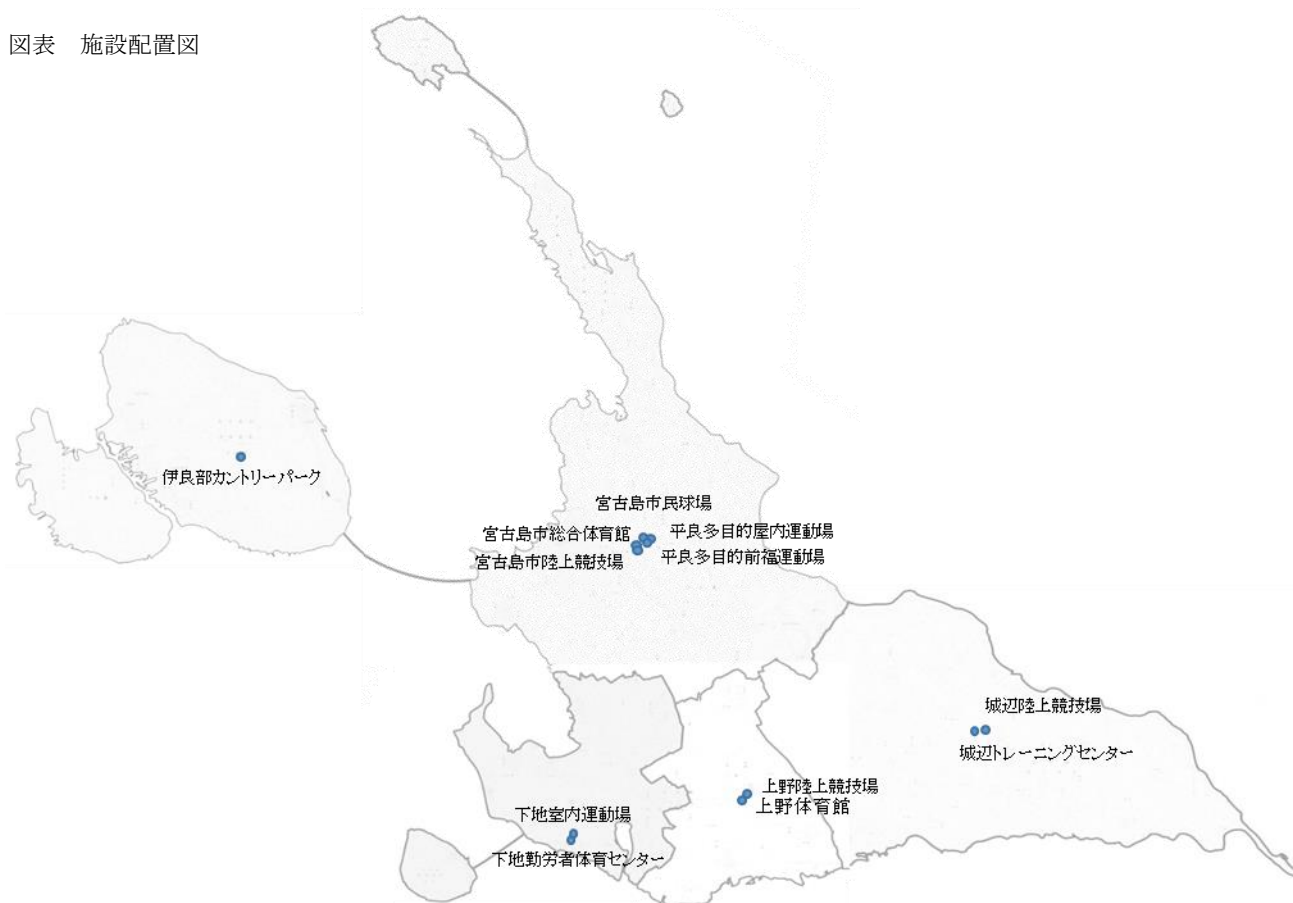 図表　施設配置図
伊良部カントリーパーク
宮古島市民球場
宮古島市総合体育館
平良多目的屋内運動場
宮古島市陸上競技場
平良多目的前福運動場
城辺陸上競技場
城辺トレーニングセンター
上野陸上競技場
上野体育館
下地室内運動場
下地勤労者体育センター